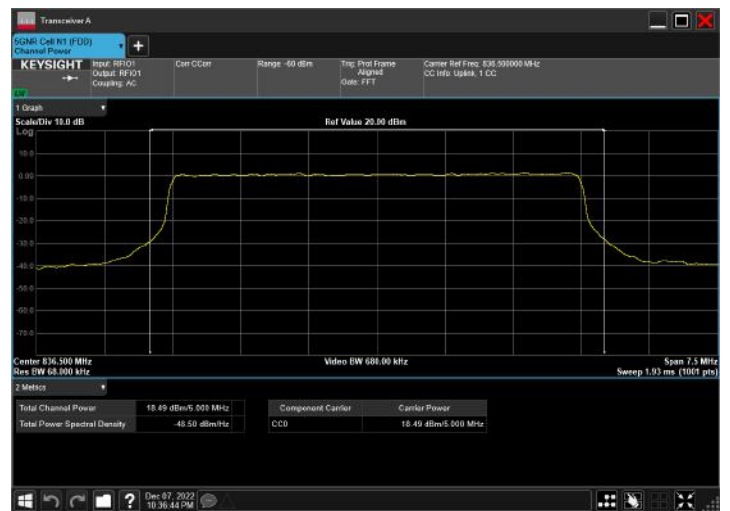 Transceiver A
5GNR Cell N1 (FDD)
Channel Power
+
KEYSIGHT
Input: RFIO1
Output: RFIO1
Coupling: AC
Corr CCorr
Range -60 dBm
Trig: Prot Frame
Aligned
Gate: FFT
Carrier Ref Freq: 836.500000 MHz
CC Info: Uplink, 1 CC
1 Graph
Scale/Div 10.0 dB
Ref Value 20.00 dBm
Log
10.0
0.00
-10.0
-20.0
-30.0
-40.0
-50.0
-60.0
-70.0
Center 836.500 MHz
Video BW 680.00 kHz
Span 7.5 MHz
Res BW 68.000 kHz
Sweep 1.93 ms (1001 pts)
2 Metrics
Total Channel Power 18.49 dBm/5.000 MHz
Total Power Spectral Density -48.50 dBm/Hz
Component Carrier Carrier Power
CC0 18.49 dBm/5.000 MHz
?
Dec 07, 2022
10:36:44 PM